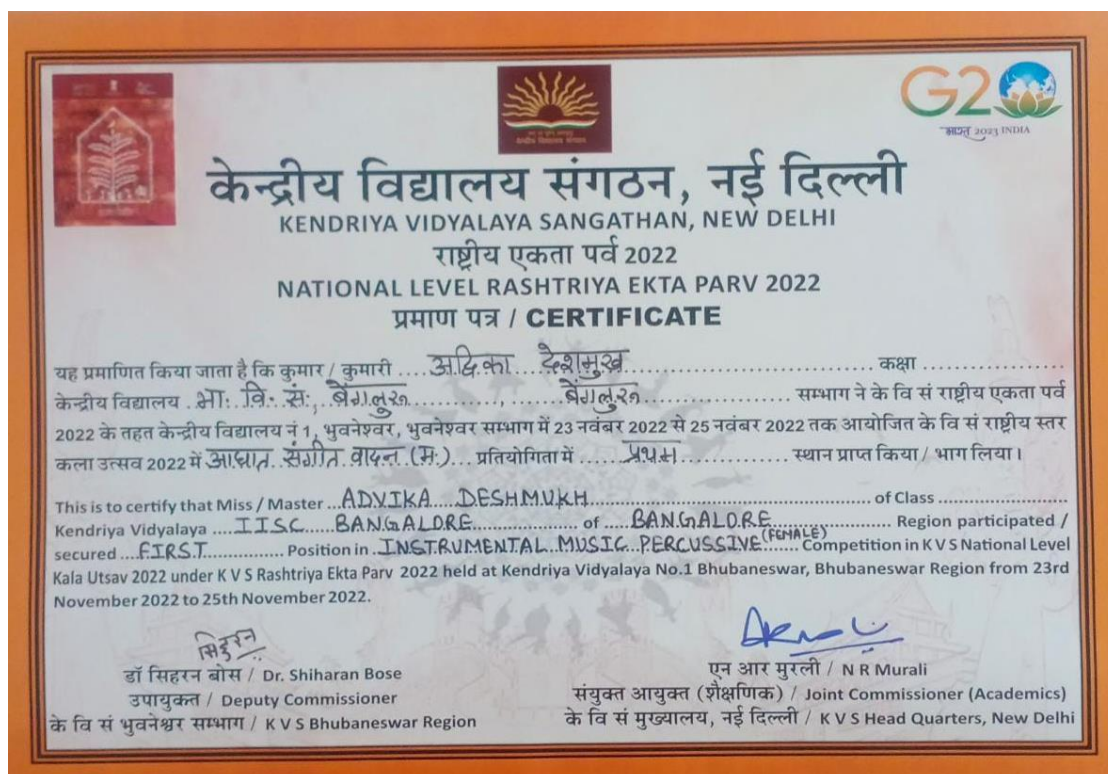 G20
भारत 2023 INDIA
केन्द्रीय विद्यालय संगठन, नई दिल्ली
KENDRIYA VIDYALAYA SANGATHAN, NEW DELHI
राष्ट्रीय एकता पर्व 2022
NATIONAL LEVEL RASHTRIYA EKTA PARV 2022
प्रमाण पत्र / CERTIFICATE
यह प्रमाणित किया जाता है कि कुमार / कुमारी .... अद्विका .... देशमुख .... कक्षा ....
केन्द्रीय विद्यालय . भा. वि. सं., बेंगलुरु .... बेंगलुरु .... सम्भाग ने के वि सं राष्ट्रीय एकता पर्व
2022 के तहत केन्द्रीय विद्यालय नं 1, भुवनेश्वर, भुवनेश्वर सम्भाग में 23 नवंबर 2022 से 25 नवंबर 2022 तक आयोजित के वि सं राष्ट्रीय स्तर
कला उत्सव 2022 में आघात संगीत वादन (म.) ... प्रतियोगिता में .... प्रथम .... स्थान प्राप्त किया / भाग लिया।
This is to certify that Miss / Master ... ADVIKA DESHMUKH .... of Class ....
Kendriya Vidyalaya .... IISC BANGALORE .... of .... BANGALORE .... Region participated /
secured .... FIRST .... Position in . INSTRUMENTAL MUSIC PERCUSSIVE (FEMALE) .... Competition in K V S National Level
Kala Utsav 2022 under K V S Rashtriya Ekta Parv 2022 held at Kendriya Vidyalaya No.1 Bhubaneswar, Bhubaneswar Region from 23rd
November 2022 to 25th November 2022.
डॉ सिहरन बोस / Dr. Shiharan Bose
उपायुक्त / Deputy Commissioner
के वि सं भुवनेश्वर सम्भाग / K V S Bhubaneswar Region
एन आर मुरली / N R Murali
संयुक्त आयुक्त (शैक्षणिक) / Joint Commissioner (Academics)
के वि सं मुख्यालय, नई दिल्ली / K V S Head Quarters, New Delhi